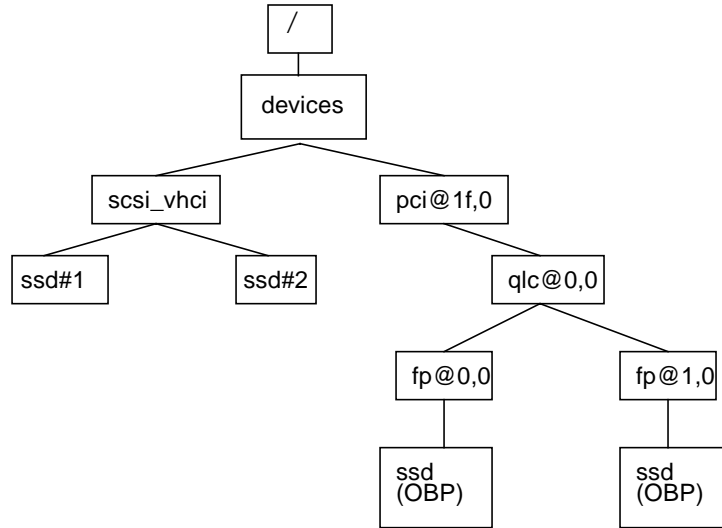 /
devices
scsi_vhci
pci@1f,0
ssd#1
ssd#2
qlc@0,0
fp@0,0
fp@1,0
ssd
(OBP)
ssd
(OBP)